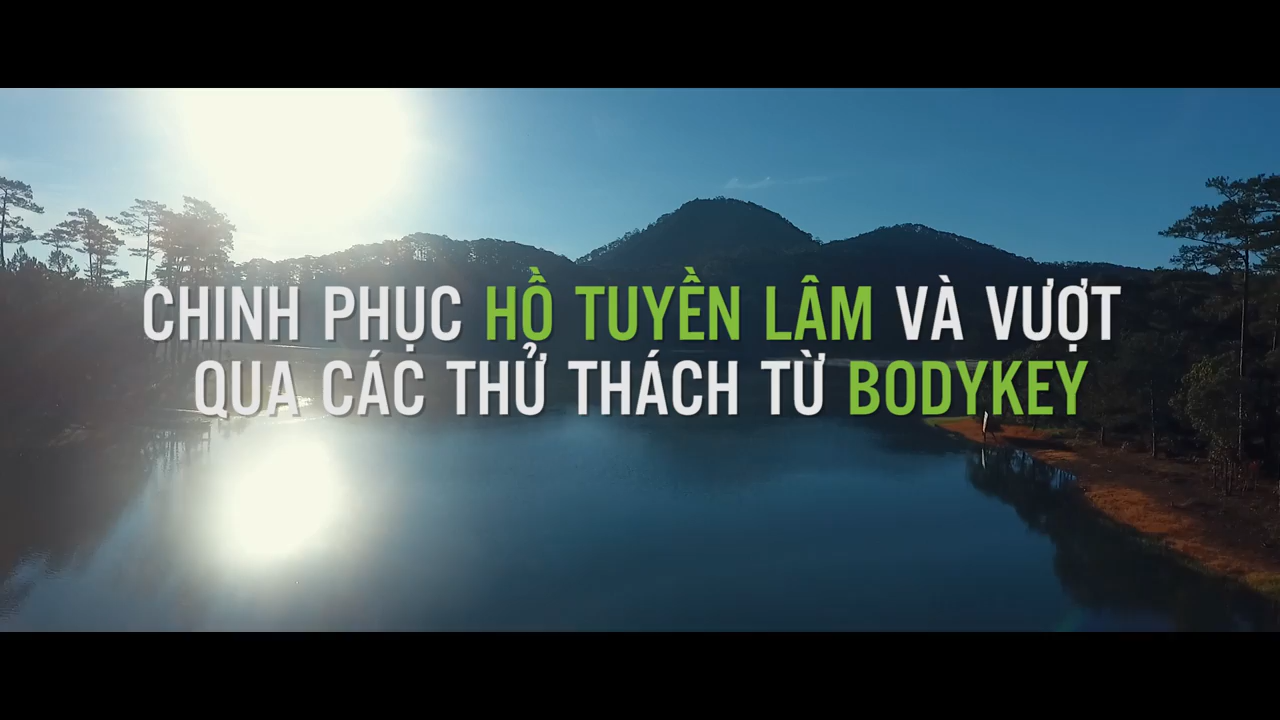 CHINH PHỤC HỒ TUYỀN LÂM VÀ VƯỢT
QUA CÁC THỬ THÁCH TỪ BODYKEY